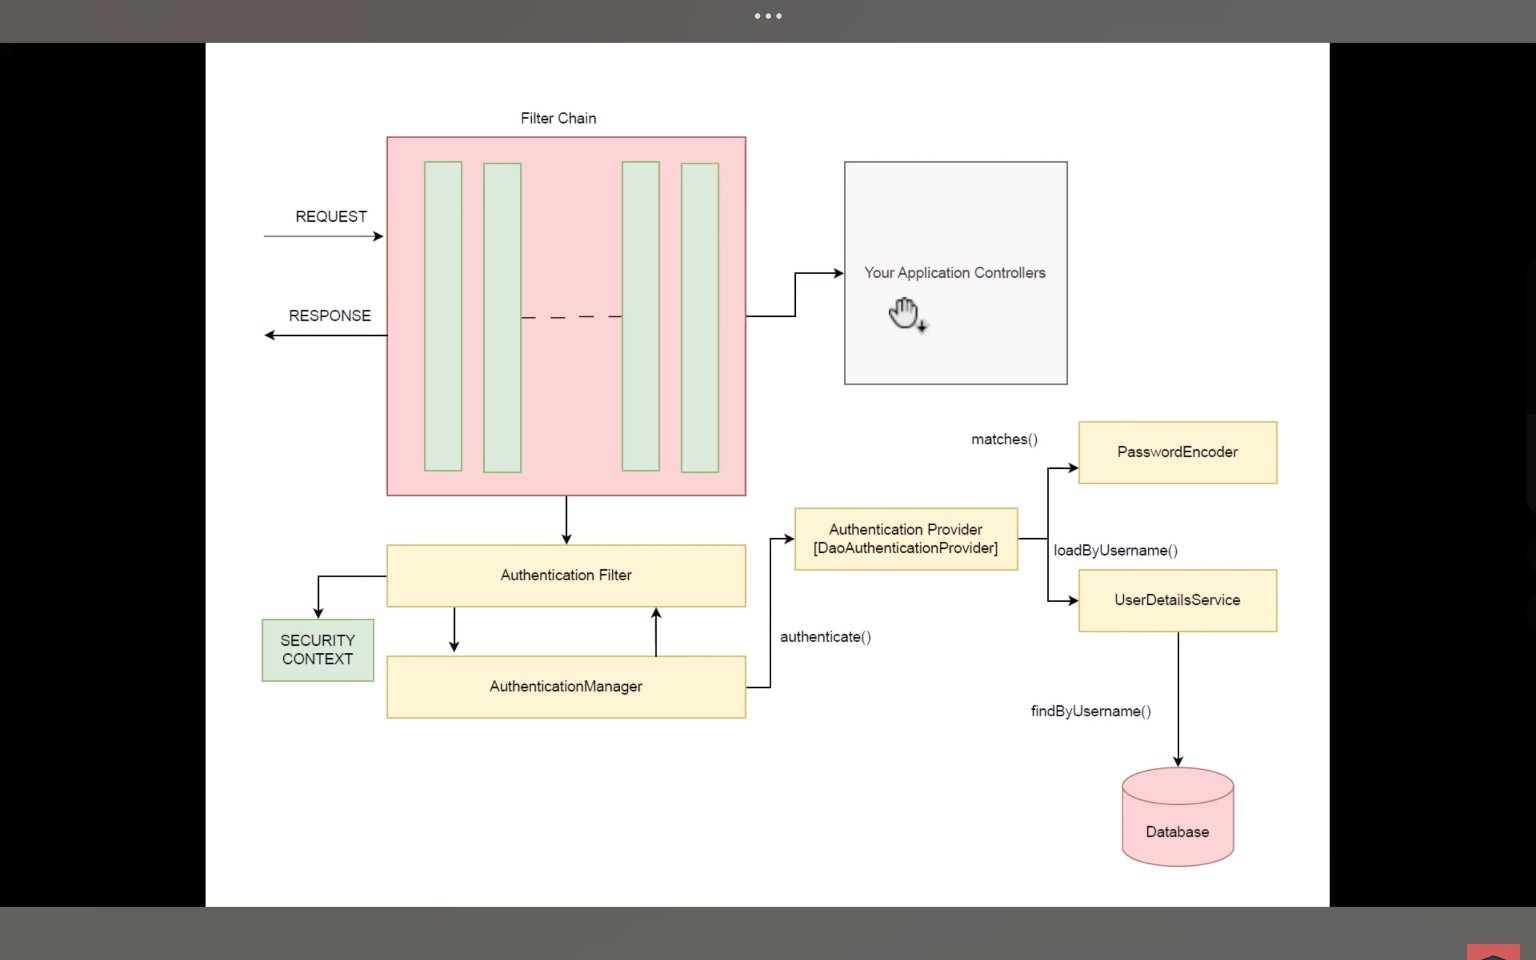 Filter Chain
REQUEST
RESPONSE
Your Application Controllers
matches()
PasswordEncoder
Authentication Provider
[DaoAuthenticationProvider]
loadByUsername()
UserDetailsService
Authentication Filter
SECURITY
CONTEXT
authenticate()
AuthenticationManager
findByUsername()
Database